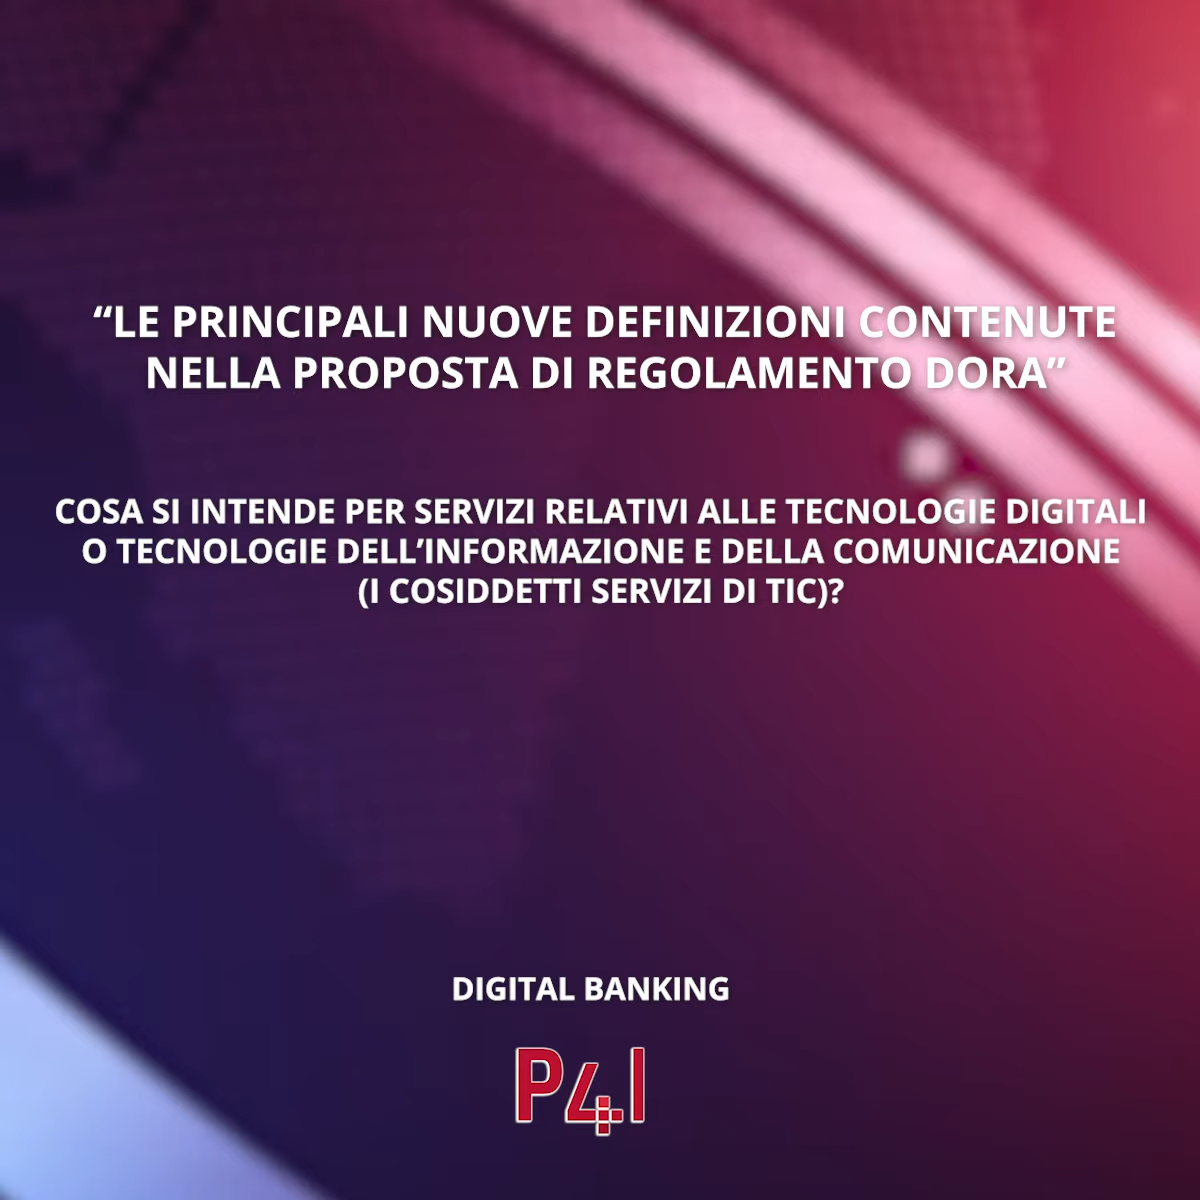 “LE PRINCIPALI NUOVE DEFINIZIONI CONTENUTE
NELLA PROPOSTA DI REGOLAMENTO DORA”
COSA SI INTENDE PER SERVIZI RELATIVI ALLE TECNOLOGIE DIGITALI
O TECNOLOGIE DELL’INFORMAZIONE E DELLA COMUNICAZIONE
(I COSIDDETTI SERVIZI DI TIC)?
DIGITAL BANKING
P4I